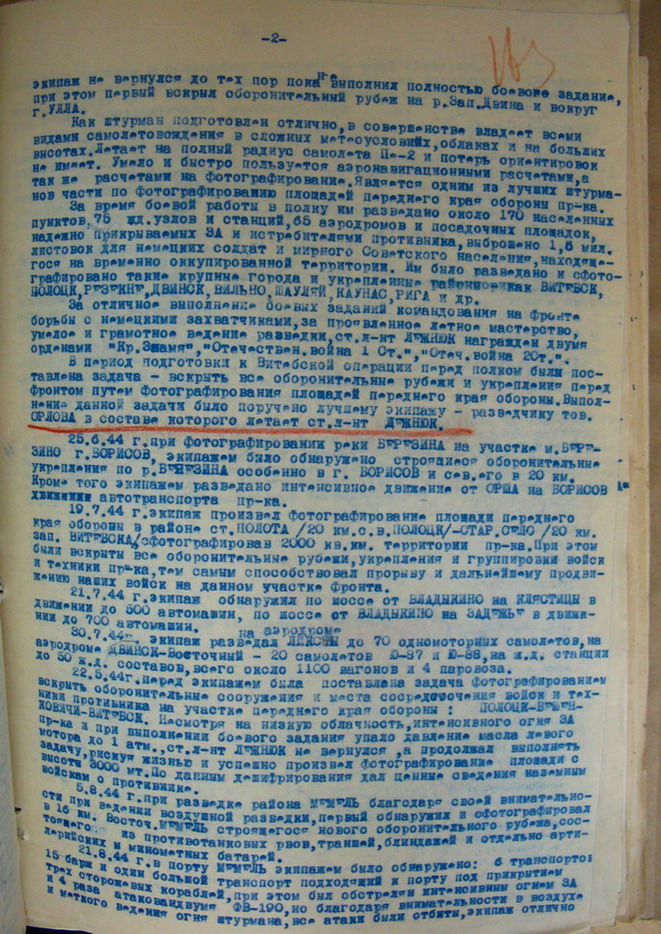 -2-
экипаж не вернулся до тех пор пока не выполнил полностью боевое задание,
при этом первый вскрыл оборонительный рубеж на р.Зап.Двина и вокруг
г.УЛЛА.
Как штурман подготовлен отлично,в совершенстве владеет всеми
видами самолетовождения в сложных метеоусловийх,облаках и на больших
высотах.Летает на полный радиус самолета Пе-2 и потерь ориентировок
не имеет. Умело и быстро пользуется аэронавигационными расчетами,а
так же расчетами на фотографирование.Является одним из лучших штурма-
нов части по фотографированию площадей переднего края обороны пр-ка.
За время боевой работы в полку им разведано около 170 населенных
пунктов,75 жд.узлов и станций,65 аэродромов и посадочных площадок,
надежно прикрываемых ЗА и истребителями противника,выброшено 1,5 мил.
листовок для немецких солдат и мирного Советского населения,находяще-
гося на временно оккупированной территории. Им было разведано и сфото-
графировано такие крупные города и укрепленные как ВИТЕБСК,
ПОЛОЦК,РЕЗЕКНЕ,ДВИНСК,ВИЛЬНО,ШАУЛЯЙ,КАУНАС,РИГА и др.
За отличное выполнение боевых заданий командования на фронте
борьбы с немецкими захватчиками,за проявленное летное мастерство,
умелое и грамотное ведение разведки,ст.л-нт ДЕЖНЮК награжден двумя
орденами "Кр.Знамя","Отечествен.война 1 От.","Отеч.война 2От.".
В период подготовки к Витебской операции перед полком были пос-
тавлена задача - вскрыть все оборонительные рубежи и укрепления перед
фронтом путем фотографирования площадей переднего края обороны.Выпол-
нение данной задачи было поручено лучшему экипажу - разведчику тов.
ОРЛОВА в составе которого летает ст.л-нт ДЕЖНЮК.
25.6.44 г.при фотографировании реки БЕРЕЗИНА на участке м.БЕРЕ-
ЗИНО г.БОРИСОВ, экипажем было обнаружено строящиеся оборонительные
укрепления по р.БЕРЕЗИНА особенно в г. БОРИСОВ и сев.его в 20 км.
Кроме того экипажем разведано интенсивное движение от ОРША на БОРИСОВ
автотранспорта пр-ка.
19.7.44 г.экипаж произвел фотографирование площади переднего
края обороны в районе ст.ПОЛОТА /20 км.с.в.ПОЛОЦК/-СТАР.СЕЛО /20 км.
зап. ВИТЕБСКА/сфотографировав 2000 кв.км. территории пр-ка.При этом
были вскрыты все оборонительные рубежи,укрепления и группировки войск
и техники пр-ка,тем самым способствовал прорыву и дальнейшему продви-
жению наших войск на данном участке фронта.
21.7.44 г.экипаж обнаружил по шоссе от ВЛАДЫКИНО на КЛЯСТИЦЫ в
движении до 500 автомашин, по шоссе от ВЛАДЫКИНО на ЗАДЕЖЬЕ в движе-
нии до 700 автомашин.
30.7.44г. экипаж разведал на аэродроме до 70 одномоторных самолетов,на
аэродроме ДВИНСК-Восточный - 20 самолетов Ю-87 и Ю-88,на ж.д. станции
до 50 ж.д. составов,всего около 1100 вагонов и 4 паровоза.
22.5.44г.перед экипажем была поставлена задача фотографированием
вскрыть оборонительные сооружения и места сосредоточения войск и тех-
ники противника на участке переднего края обороны : ПОЛОЦК-
КОВИЧИ-ВИТЕБСК. Несмотря на низкую облачность,интенсивного огня ЗА
пр-ка и при выполнении боевого задания упало давление масла левого
мотора до 1 атм.,ст.л-нт ДЕЖНЮК не вернулся ,а продолжал выполнять
задачу,рискуя жизнью и успешно произвел фотографирование площади с
высоты 3000 мт.По данным дешифрирования дал ценные сведения наземным
войскам о противнике.
5.8.44 г.при разведке района МЕМЕЛЬ благодаря своей внимательно-
сти при ведении воздушной разведки,первый обнаружил и сфотографировал
в 16 км. Восток.МЕМЕЛЬ строящегося нового оборонительного рубежа,сос-
тоящего из противотанковых рвов,траншей,блиндажей и отдельно арти-
лерийских и минометных батарей.
21.8.44 г.в порту МЕМЕЛЬ экипажем было обнаружено: 6 транспортов
15 барж и один большой транспорт подходящий к порту под прикрытием
трех сторожевых кораблей,при этом был обстрелян интенсивным огнем ЗА
и 4 раза атакован двумя ФВ-190,но благодаря внимательности в воздухе
и меткого ведения огня штурмана,все атаки были отбиты,экипаж отлично